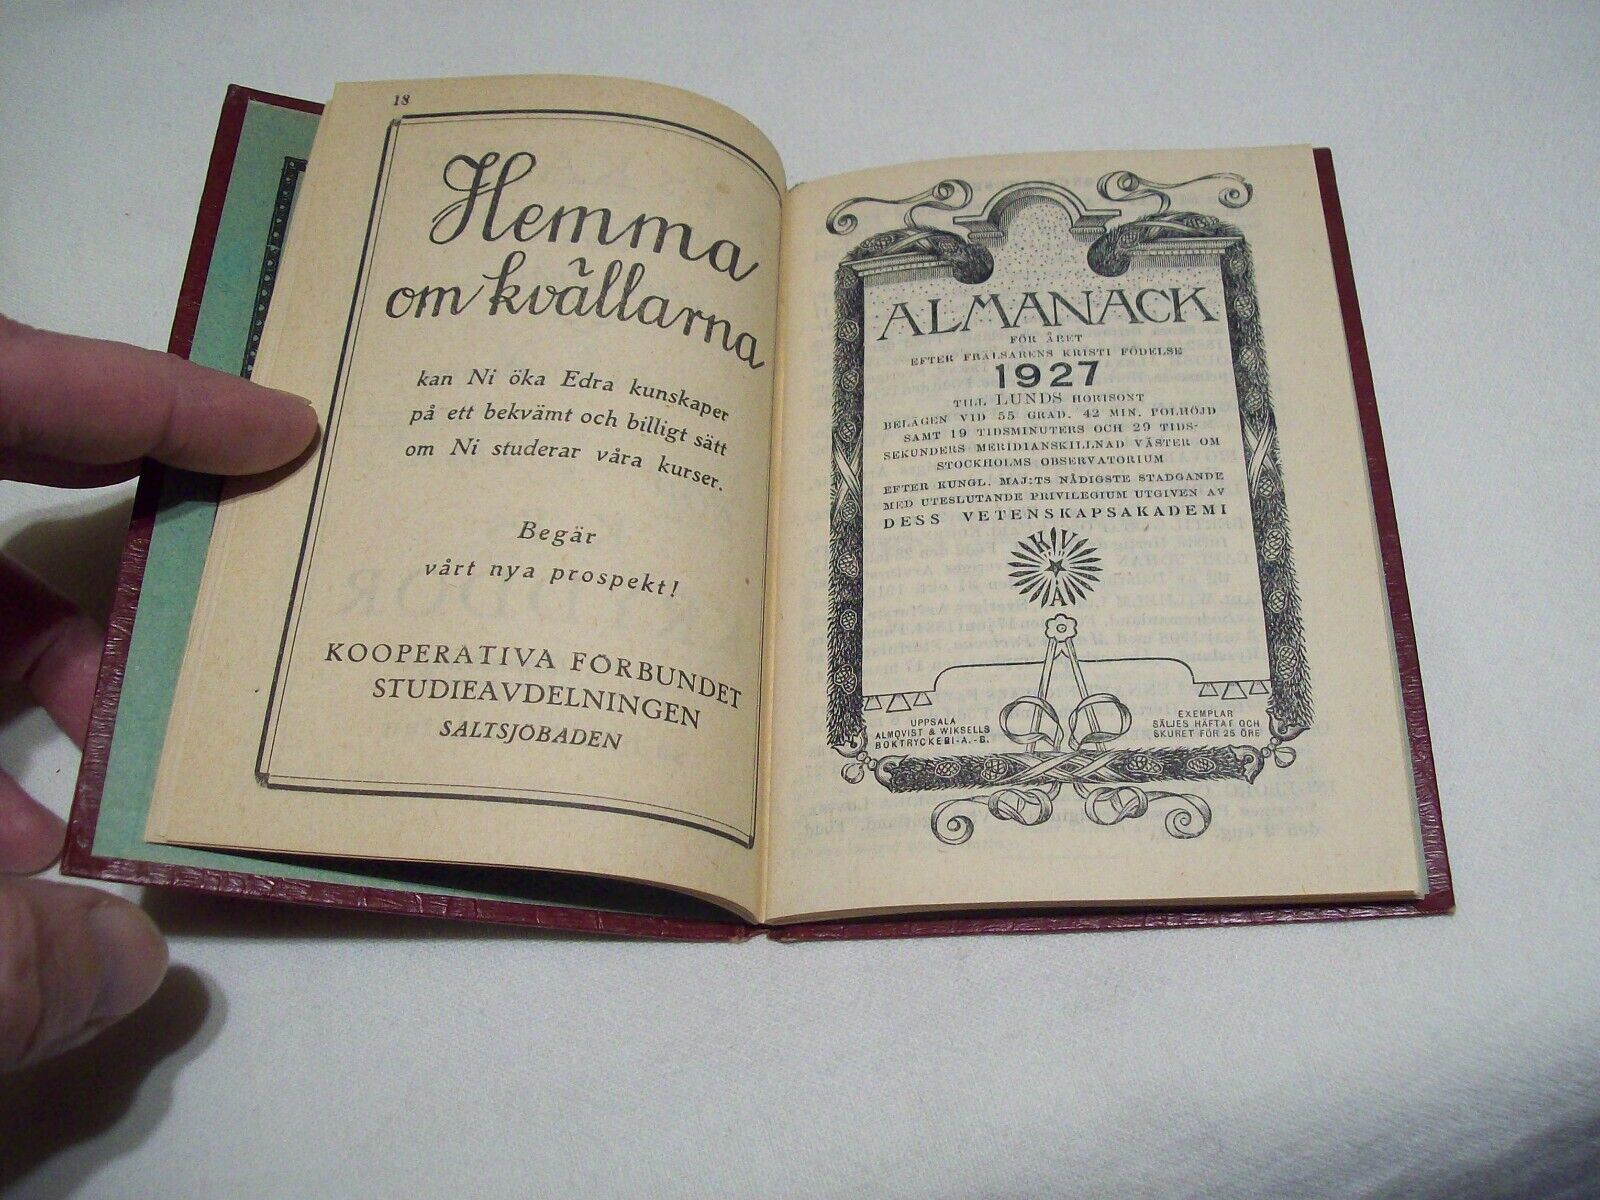 18
Hemma
om kvällarna
kan Ni öka Edra kunskaper
på ett bekvämt och billigt sätt
om Ni studerar våra kurser.
Begär
vårt nya prospekt!
KOOPERATIVA FÖRBUNDET
STUDIEAVDELNINGEN
SALTSJÖBADEN
ALMANACK
FÖR ÅRET
EFTER FRÄLSARENS KRISTI FÖDELSE
1927
TILL LUNDS HORISONT
BELÄGEN VID 55 GRAD. 42 MIN. POLHÖJD
SAMT 19 TIDSMINUTERS OCH 29 TIDS-
SEKUNDERS MERIDIANSKILLNAD VÄSTER OM
STOCKHOLMS OBSERVATORIUM
EFTER KUNGL. MAJ:TS NÅDIGSTE STADGANDE
MED UTESLUTANDE PRIVILEGIUM UTGIVEN AV
DESS VETENSKAPSAKADEMI
K V
A
UPPSALA
ALMQVIST & WIKSELLS
BOKTRYCKERI-A.-B.
EXEMPLAR
SÄLJES HÄFTAT OCH
SKURET FÖR 25 ÖRE